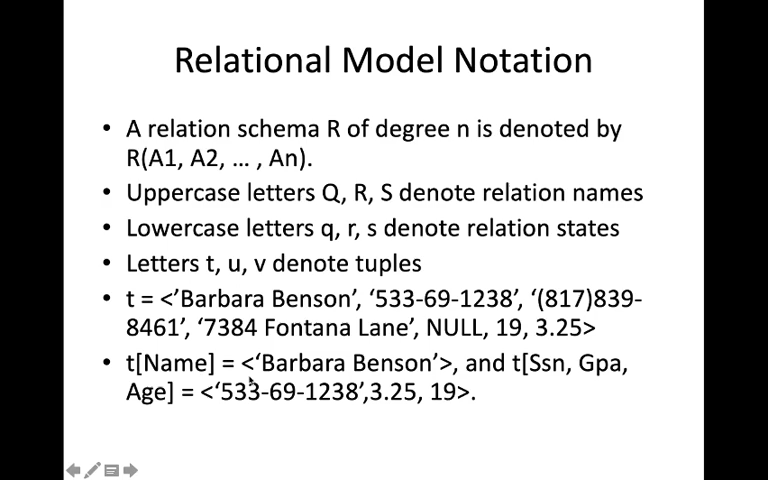 Relational Model Notation
• A relation schema R of degree n is denoted by
R(A1, A2, … , An).
• Uppercase letters Q, R, S denote relation names
• Lowercase letters q, r, s denote relation states
• Letters t, u, v denote tuples
• t = <’Barbara Benson’, ‘533-69-1238’, ‘(817)839-
8461’, ‘7384 Fontana Lane’, NULL, 19, 3.25>
• t[Name] = <‘Barbara Benson’>, and t[Ssn, Gpa,
Age] = <‘533-69-1238’,3.25, 19>.